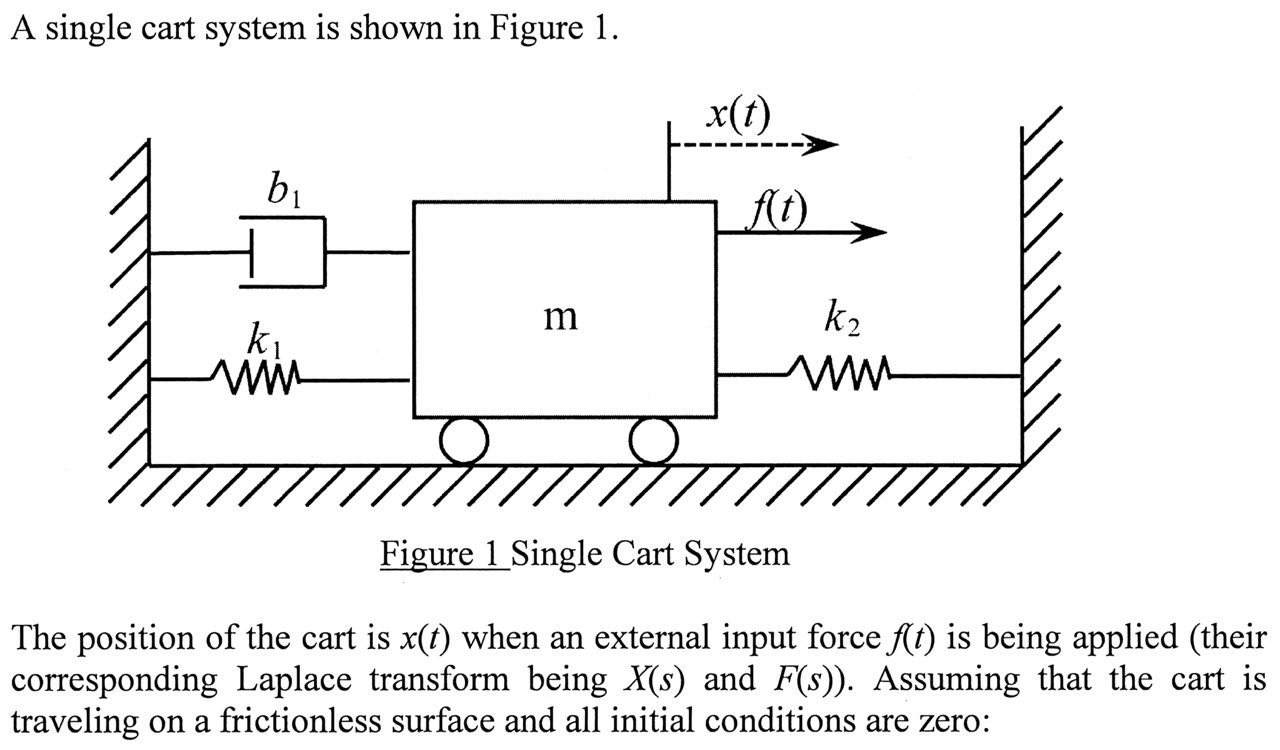 A single cart system is shown in Figure 1.
x(t)
b₁
f(t)
m
k₂
k₁
Figure 1 Single Cart System
The position of the cart is x(t) when an external input force f(t) is being applied (their
corresponding Laplace transform being X(s) and F(s)). Assuming that the cart is
traveling on a frictionless surface and all initial conditions are zero: